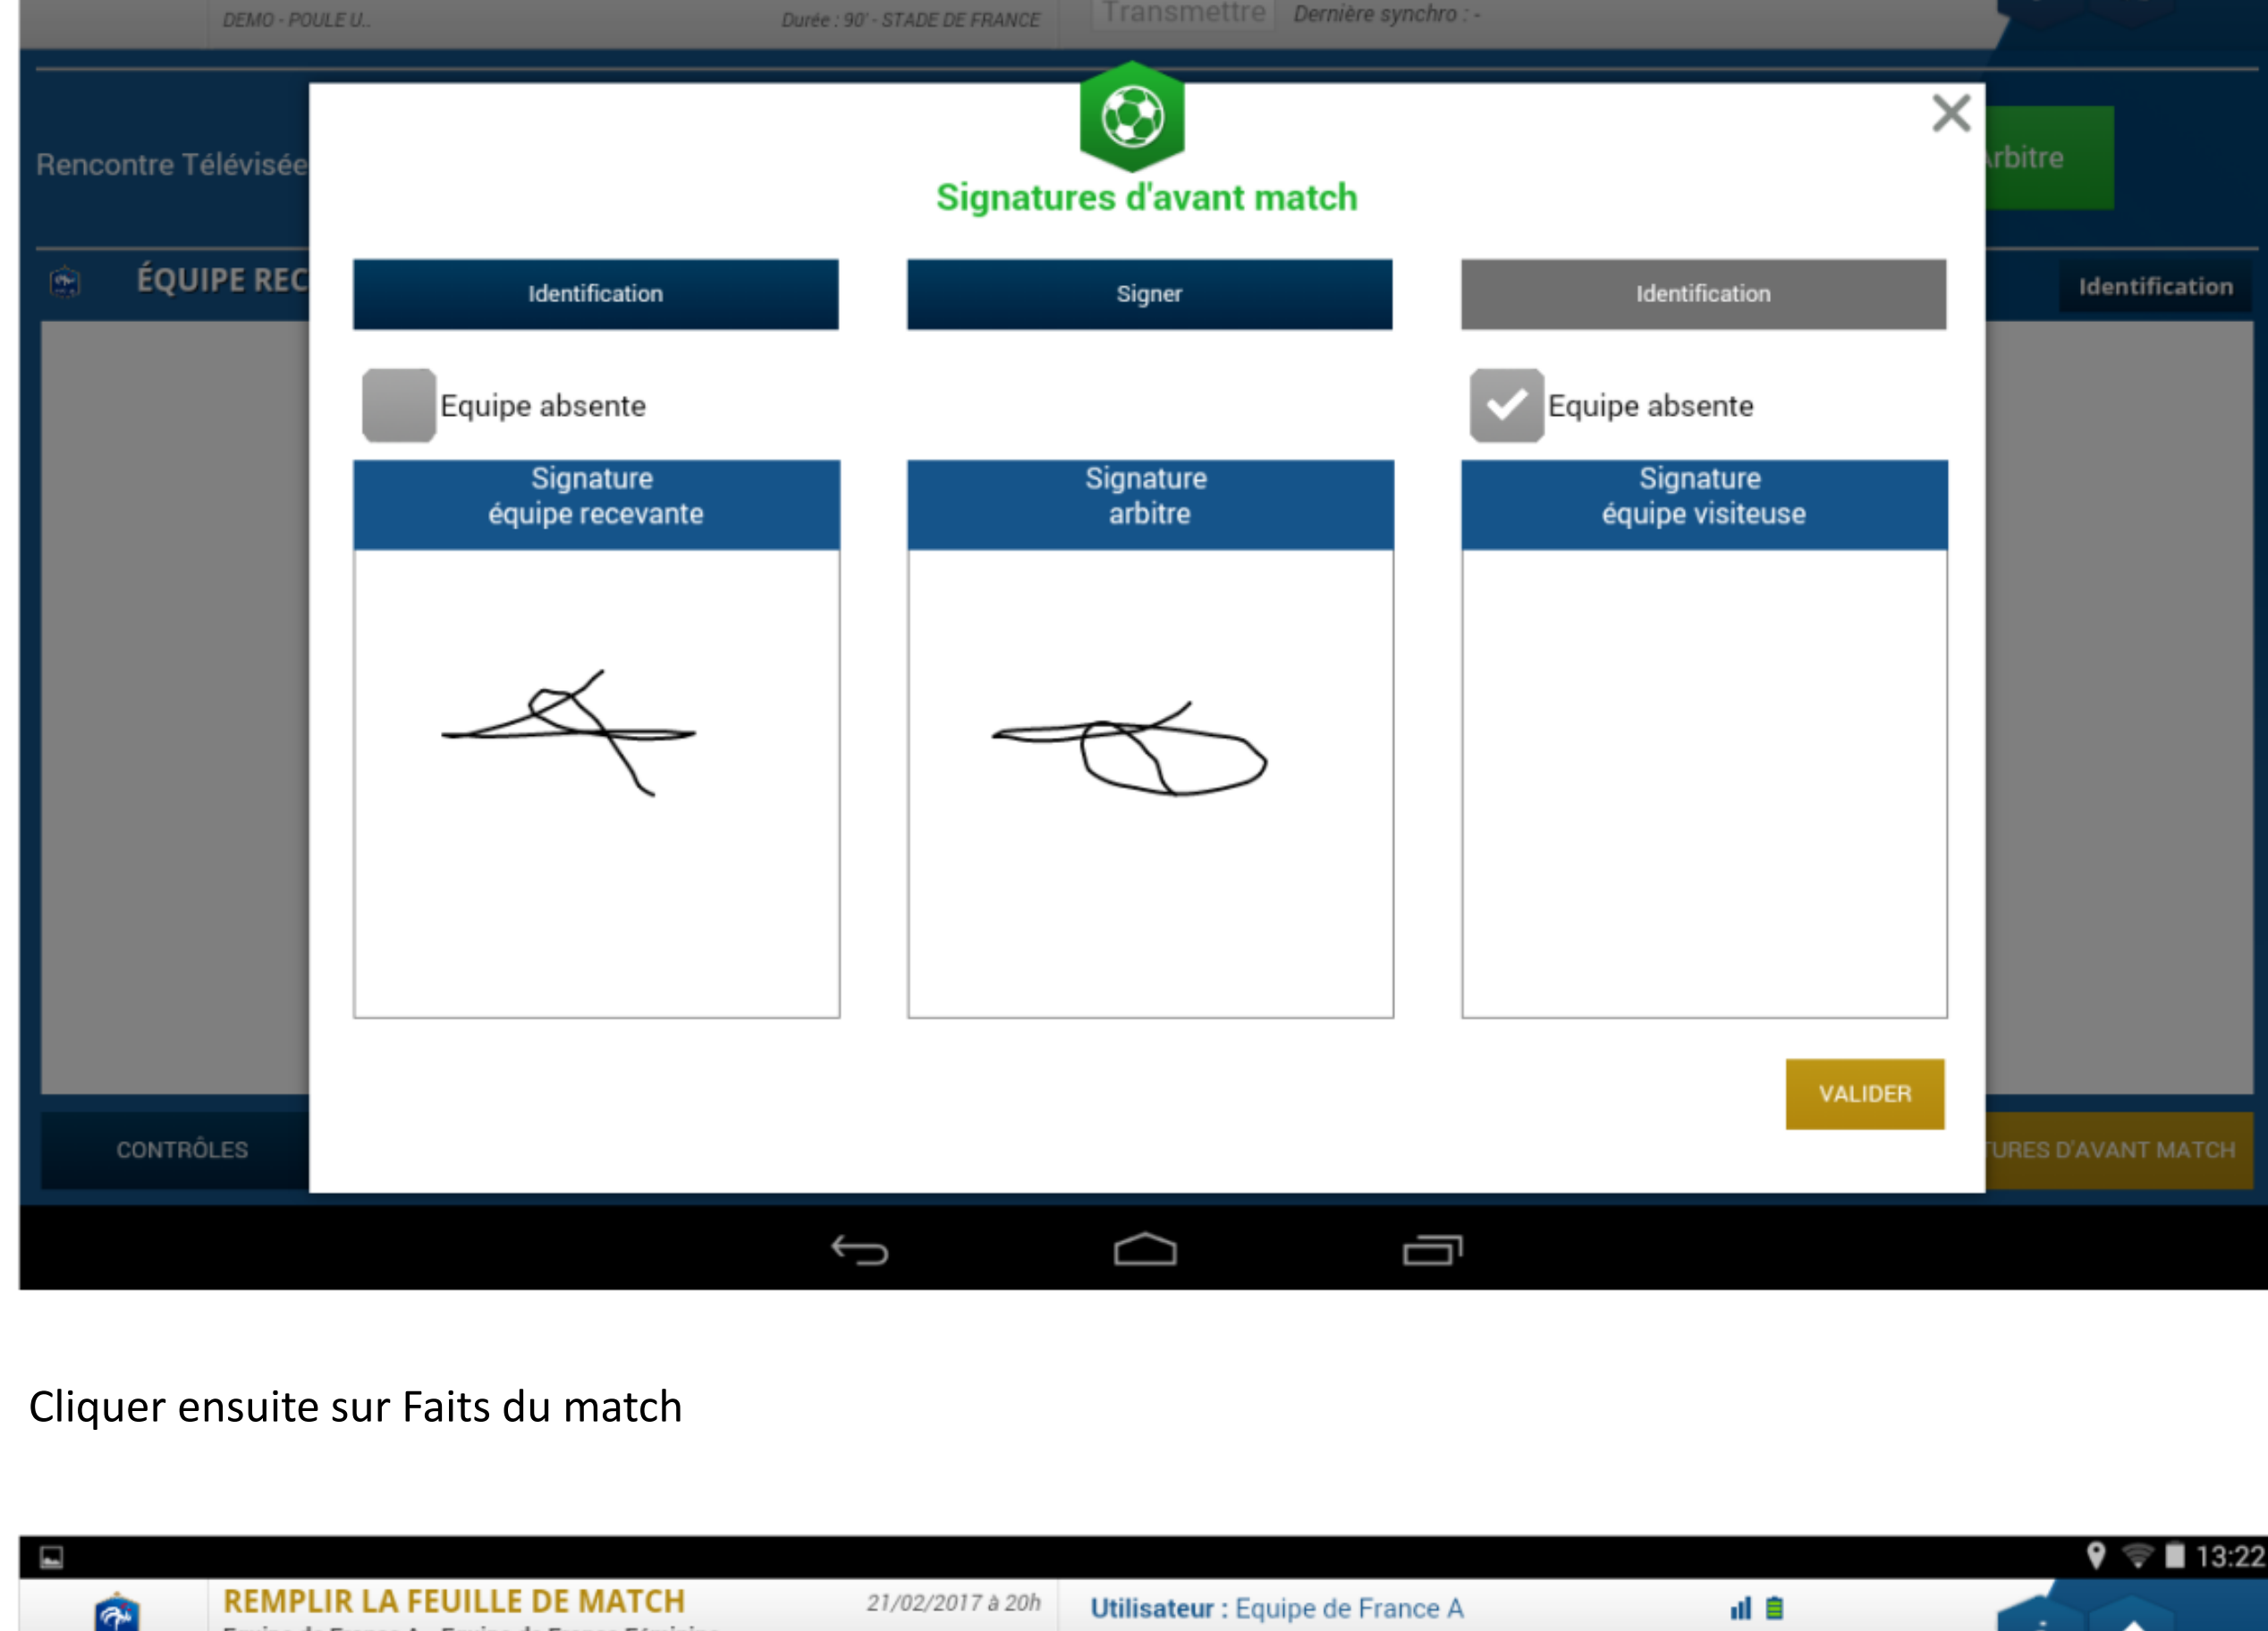 DEMO - POULE U..
Durée : 90' - STADE DE FRANCE
Transmettre
Dernière synchro : -
Rencontre Télévisée
Arbitre
Signatures d'avant match
ÉQUIPE REC
Identification
Signer
Identification
Identification
Equipe absente
Equipe absente
Signature
équipe recevante
Signature
arbitre
Signature
équipe visiteuse
VALIDER
CONTRÔLES
TURES D'AVANT MATCH
Cliquer ensuite sur Faits du match
13:22
REMPLIR LA FEUILLE DE MATCH
21/02/2017 à 20h
Utilisateur : Equipe de France A